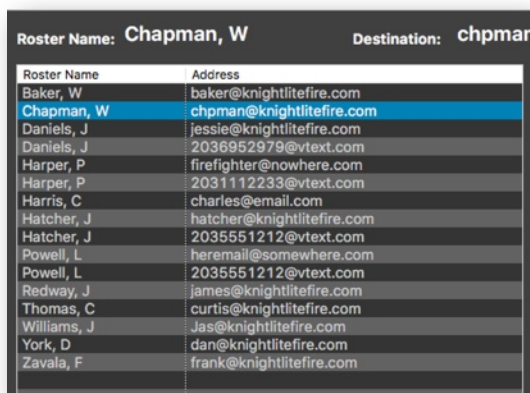 Roster Name: Chapman, W Destination: chpman
Roster Name Address
Baker, W baker@knightlitefire.com
Chapman, W chpman@knightlitefire.com
Daniels, J jessie@knightlitefire.com
Daniels, J 2036952979@vtext.com
Harper, P firefighter@nowhere.com
Harper, P 2031112233@vtext.com
Harris, C charles@email.com
Hatcher, J hatcher@knightlitefire.com
Hatcher, J 2035551212@vtext.com
Powell, L heremail@somewhere.com
Powell, L 2035551212@vtext.com
Redway, J james@knightlitefire.com
Thomas, C curtis@knightlitefire.com
Williams, J Jas@knightlitefire.com
York, D dan@knightlitefire.com
Zavala, F frank@knightlitefire.com